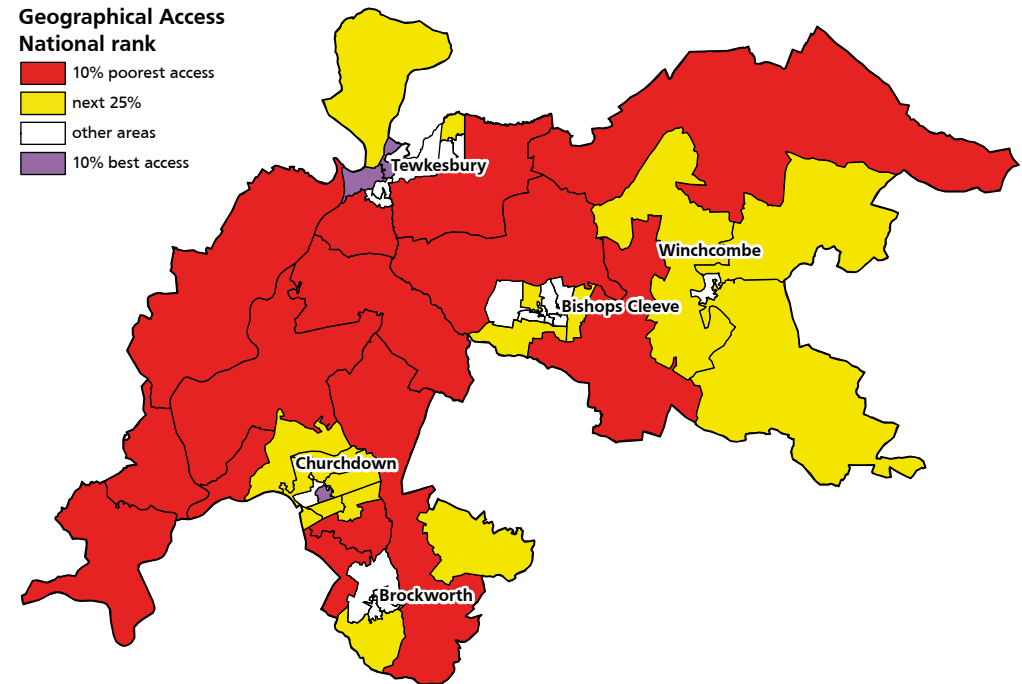 Geographical Access
National rank
10% poorest access
next 25%
other areas
10% best access
Tewkesbury
Winchcombe
Bishops Cleeve
Churchdown
Brockworth